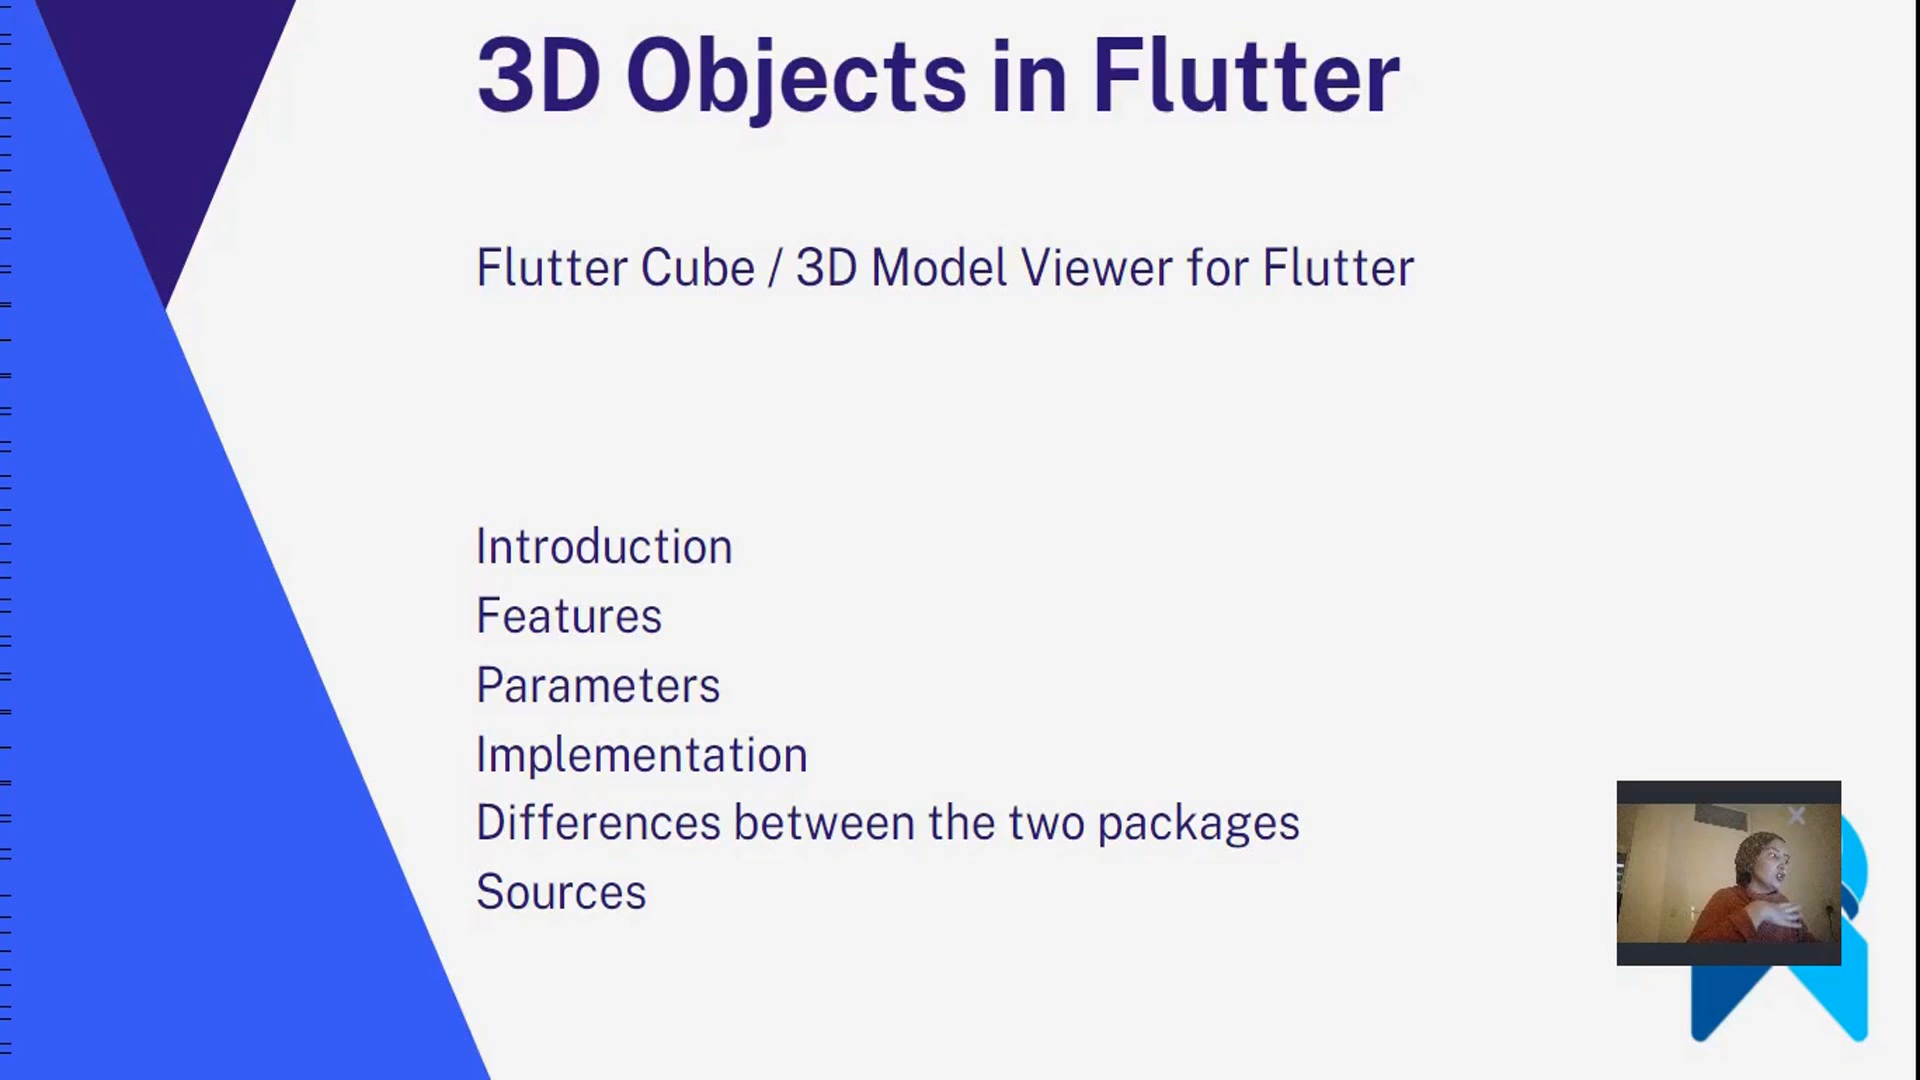 3D Objects in Flutter
Flutter Cube / 3D Model Viewer for Flutter
Introduction
Features
Parameters
Implementation
Differences between the two packages
Sources